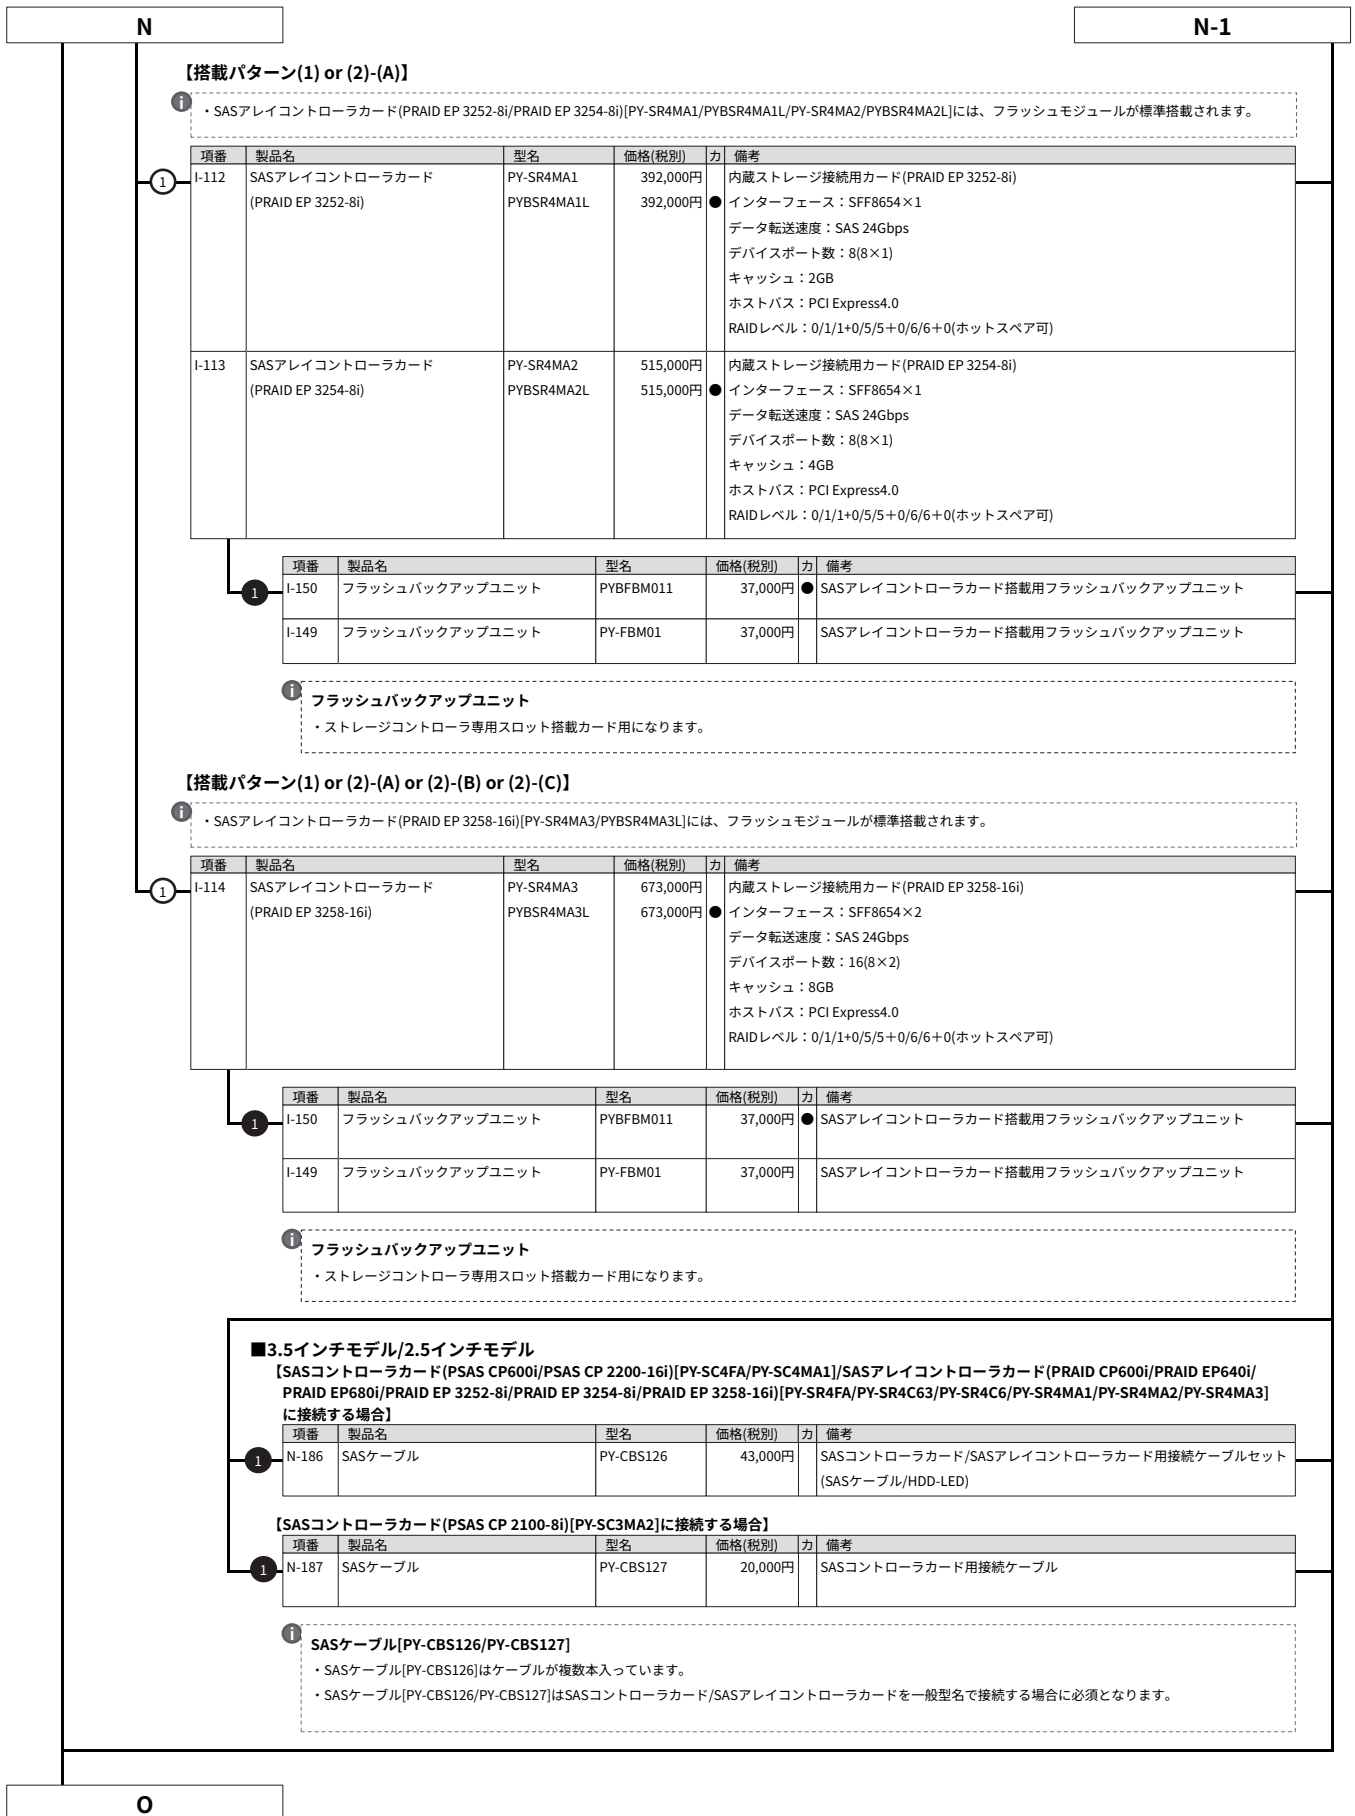 N
N-1
【搭載パターン(1) or (2)-(A)】
i
・SASアレイコントローラカード(PRAID EP 3252-8i/PRAID EP 3254-8i)[PY-SR4MA1/PYBSR4MA1L/PY-SR4MA2/PYBSR4MA2L]には、フラッシュモジュールが標準搭載されます。
項番 製品名 型名 価格(税別) カ 備考
1 I-112 SASアレイコントローラカード PY-SR4MA1 392,000円 内蔵ストレージ接続用カード(PRAID EP 3252-8i)
(PRAID EP 3252-8i) PYBSR4MA1L 392,000円 ● インターフェース：SFF8654×1
データ転送速度：SAS 24Gbps
デバイスポート数：8(8×1)
キャッシュ：2GB
ホストバス：PCI Express4.0
RAIDレベル：0/1/1+0/5/5＋0/6/6＋0(ホットスペア可)
I-113 SASアレイコントローラカード PY-SR4MA2 515,000円 内蔵ストレージ接続用カード(PRAID EP 3254-8i)
(PRAID EP 3254-8i) PYBSR4MA2L 515,000円 ● インターフェース：SFF8654×1
データ転送速度：SAS 24Gbps
デバイスポート数：8(8×1)
キャッシュ：4GB
ホストバス：PCI Express4.0
RAIDレベル：0/1/1+0/5/5＋0/6/6＋0(ホットスペア可)
項番 製品名 型名 価格(税別) カ 備考
1 I-150 フラッシュバックアップユニット PYBFBM011 37,000円 ● SASアレイコントローラカード搭載用フラッシュバックアップユニット
I-149 フラッシュバックアップユニット PY-FBM01 37,000円 SASアレイコントローラカード搭載用フラッシュバックアップユニット
i
フラッシュバックアップユニット
・ストレージコントローラ専用スロット搭載カード用になります。
【搭載パターン(1) or (2)-(A) or (2)-(B) or (2)-(C)】
i
・SASアレイコントローラカード(PRAID EP 3258-16i)[PY-SR4MA3/PYBSR4MA3L]には、フラッシュモジュールが標準搭載されます。
項番 製品名 型名 価格(税別) カ 備考
1 I-114 SASアレイコントローラカード PY-SR4MA3 673,000円 内蔵ストレージ接続用カード(PRAID EP 3258-16i)
(PRAID EP 3258-16i) PYBSR4MA3L 673,000円 ● インターフェース：SFF8654×2
データ転送速度：SAS 24Gbps
デバイスポート数：16(8×2)
キャッシュ：8GB
ホストバス：PCI Express4.0
RAIDレベル：0/1/1+0/5/5＋0/6/6＋0(ホットスペア可)
項番 製品名 型名 価格(税別) カ 備考
1 I-150 フラッシュバックアップユニット PYBFBM011 37,000円 ● SASアレイコントローラカード搭載用フラッシュバックアップユニット
I-149 フラッシュバックアップユニット PY-FBM01 37,000円 SASアレイコントローラカード搭載用フラッシュバックアップユニット
i
フラッシュバックアップユニット
・ストレージコントローラ専用スロット搭載カード用になります。
■3.5インチモデル/2.5インチモデル
【SASコントローラカード(PSAS CP600i/PSAS CP 2200-16i)[PY-SC4FA/PY-SC4MA1]/SASアレイコントローラカード(PRAID CP600i/PRAID EP640i/
PRAID EP680i/PRAID EP 3252-8i/PRAID EP 3254-8i/PRAID EP 3258-16i)[PY-SR4FA/PY-SR4C63/PY-SR4C6/PY-SR4MA1/PY-SR4MA2/PY-SR4MA3]
に接続する場合】
項番 製品名 型名 価格(税別) カ 備考
1 N-186 SASケーブル PY-CBS126 43,000円 SASコントローラカード/SASアレイコントローラカード用接続ケーブルセット
(SASケーブル/HDD-LED)
【SASコントローラカード(PSAS CP 2100-8i)[PY-SC3MA2]に接続する場合】
項番 製品名 型名 価格(税別) カ 備考
1 N-187 SASケーブル PY-CBS127 20,000円 SASコントローラカード用接続ケーブル
i
SASケーブル[PY-CBS126/PY-CBS127]
・SASケーブル[PY-CBS126]はケーブルが複数本入っています。
・SASケーブル[PY-CBS126/PY-CBS127]はSASコントローラカード/SASアレイコントローラカードを一般型名で接続する場合に必須となります。
O